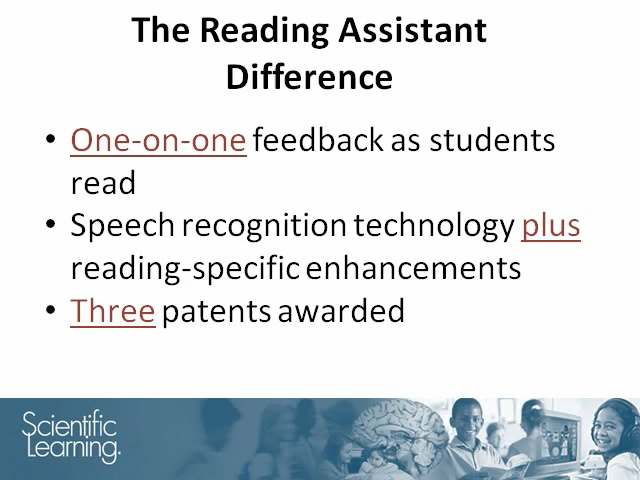 The Reading Assistant
Difference
• One-on-one feedback as students
read
• Speech recognition technology plus
reading-specific enhancements
• Three patents awarded
Scientific
Learning.